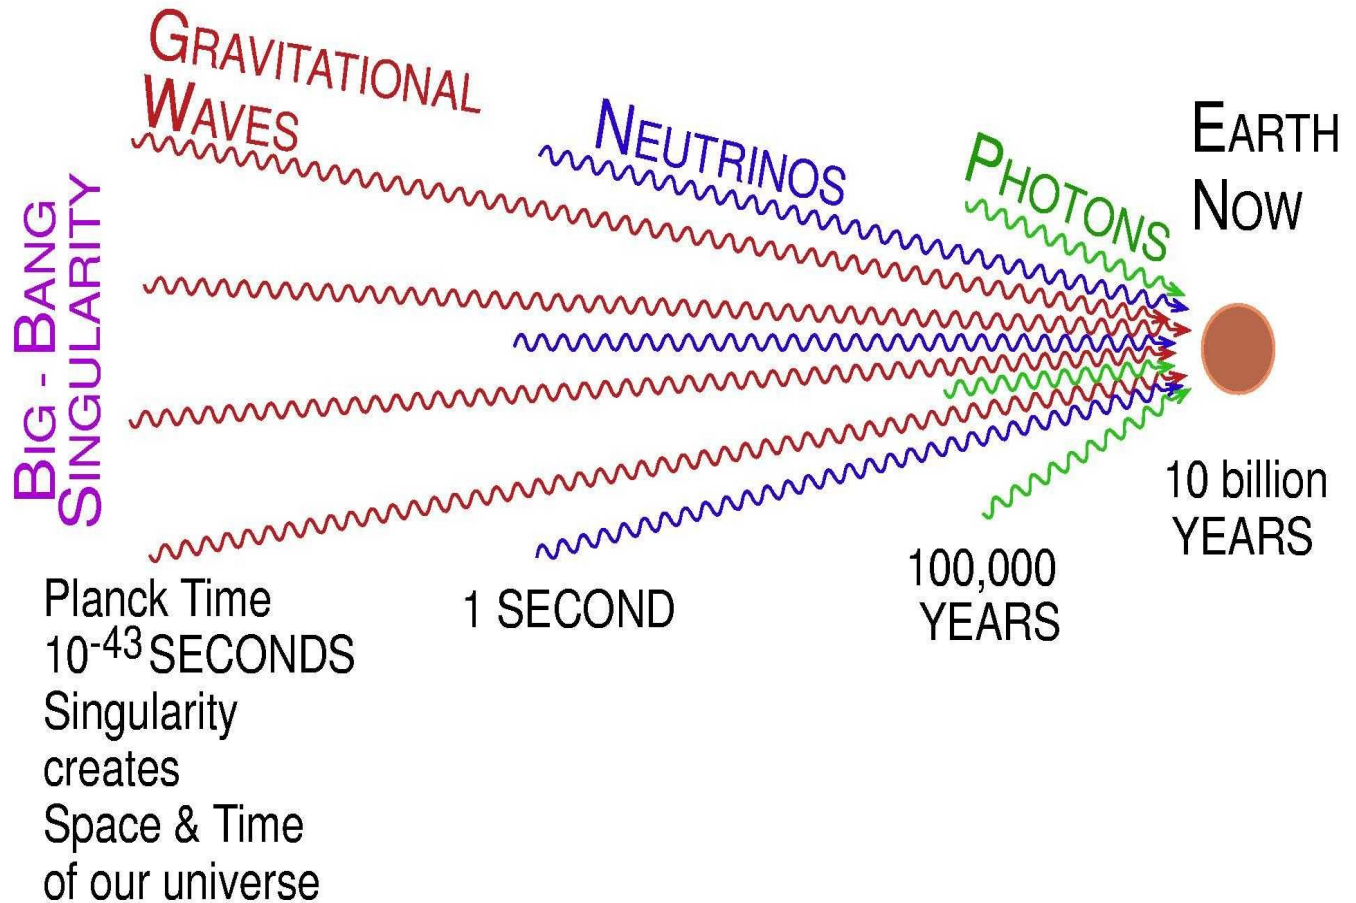 GRAVITATIONAL
WAVES
NEUTRINOS
PHOTONS
EARTH
NOW
BIG - BANG
SINGULARITY
10 billion
YEARS
100,000
YEARS
1 SECOND
Planck Time
10⁻⁴³ SECONDS
Singularity
creates
Space & Time
of our universe